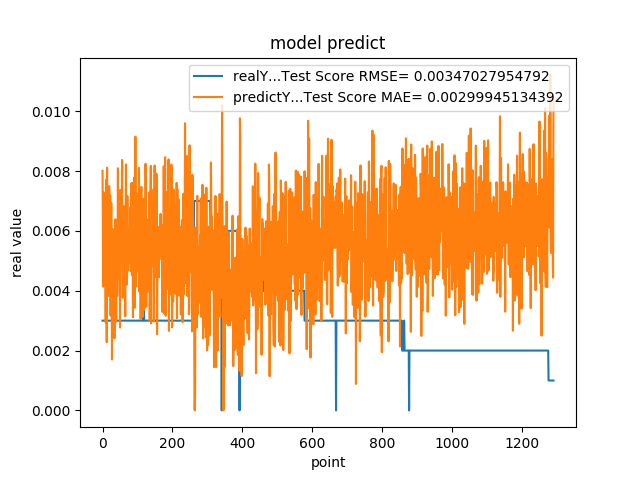 model predict
realY...Test Score RMSE= 0.00347027954792
predictY...Test Score MAE= 0.00299945134392
0.010
0.008
0.006
0.004
0.002
0.000
real value
0 200 400 600 800 1000 1200
point